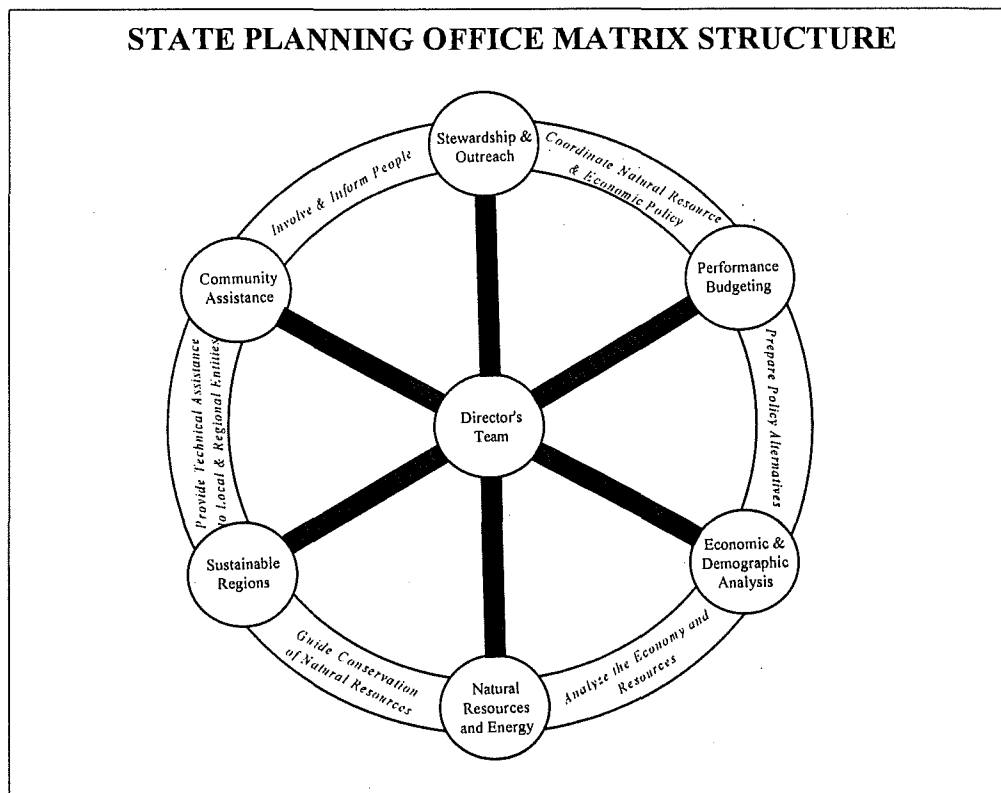 STATE PLANNING OFFICE MATRIX STRUCTURE
Stewardship &
Outreach
Coordinate Natural Resource
& Economic Policy
Involve & Inform People
Performance
Budgeting
Community
Assistance
Prepare Policy Alternatives
Provide Technical Assistance
to Local & Regional Entities
Director's
Team
Economic &
Demographic
Analysis
Sustainable
Regions
Guide Conservation
of Natural Resources
Analyze the Economy and
Resources
Natural
Resources
and Energy